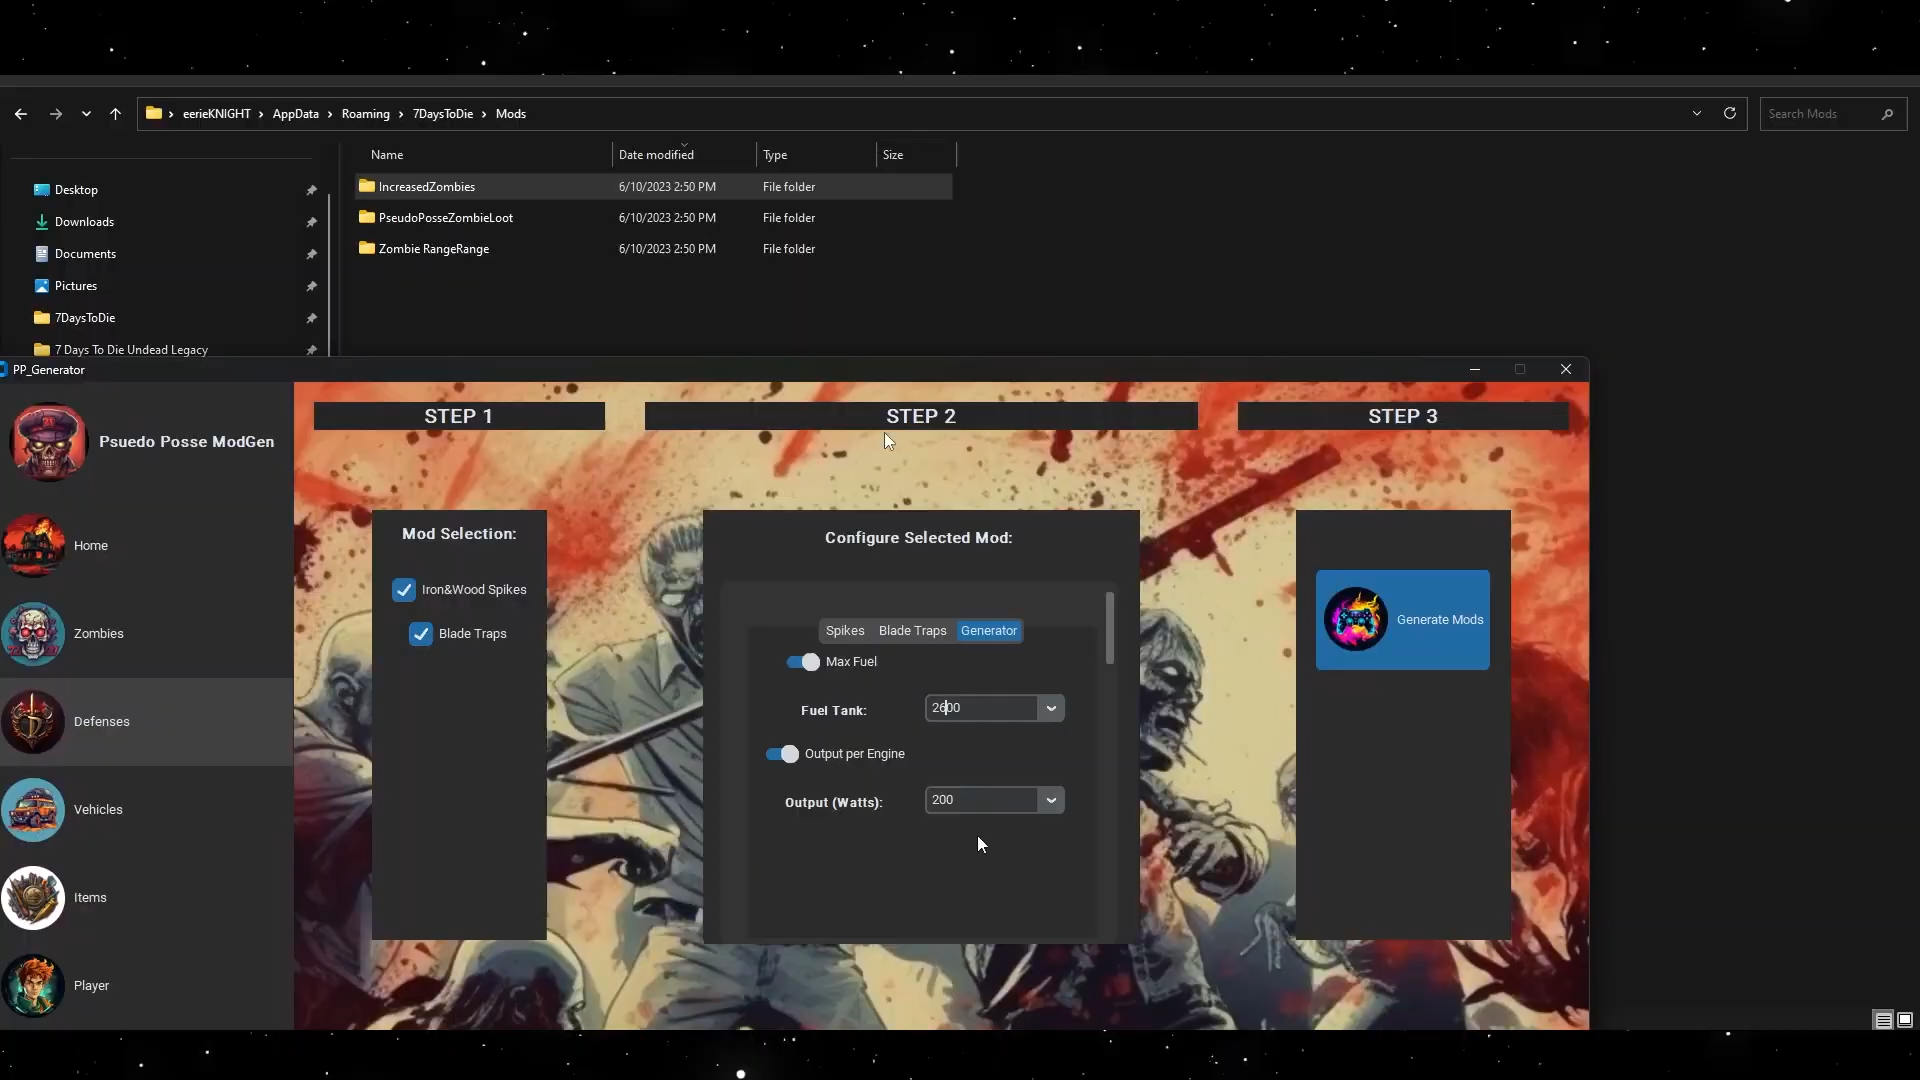 eerieKNIGHT > AppData > Roaming > 7DaysToDie > Mods
Search Mods
Name Date modified Type Size
IncreasedZombies 6/10/2023 2:50 PM File folder
PseudoPosseZombieLoot 6/10/2023 2:50 PM File folder
Zombie RangeRange 6/10/2023 2:50 PM File folder
Desktop
Downloads
Documents
Pictures
7DaysToDie
7 Days To Die Undead Legacy
PP_Generator
Psuedo Posse ModGen
Home
Zombies
Defenses
Vehicles
Items
Player
STEP 1
Mod Selection:
Iron&Wood Spikes
Blade Traps
STEP 2
Configure Selected Mod:
Spikes Blade Traps Generator
Max Fuel
Fuel Tank: 2600
Output per Engine
Output (Watts): 200
STEP 3
Generate Mods